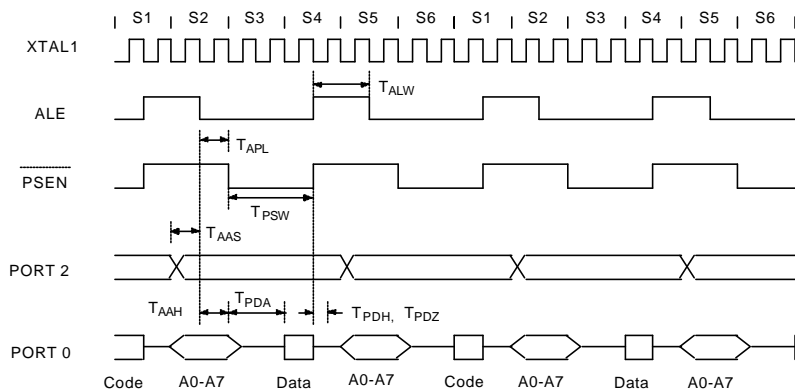 S1 S2 S3 S4 S5 S6 S1 S2 S3 S4 S5 S6
XTAL1
TALW
ALE
TAPL
PSEN
TPSW
TAAS
PORT 2
TAAH TPDA TPDH, TPDZ
PORT 0
Code A0-A7 Data A0-A7 Code A0-A7 Data A0-A7